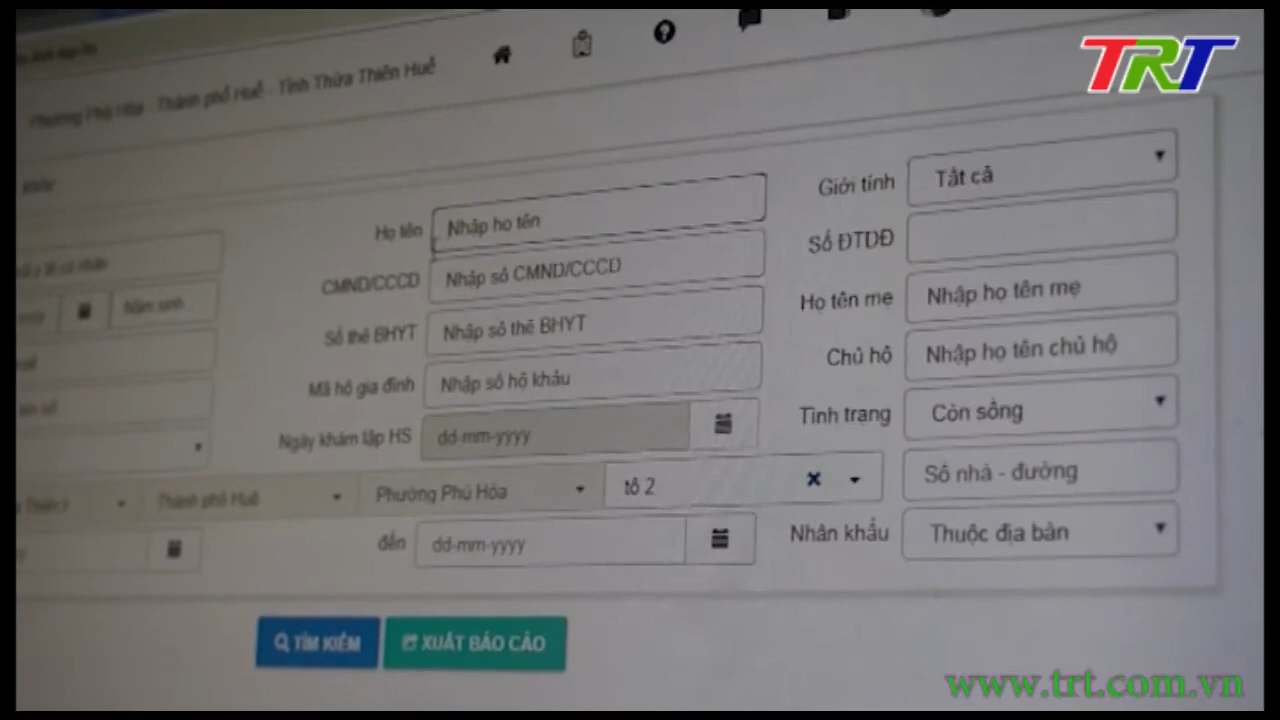 TRT
Phường Phú Hòa - Thành phố Huế - Tỉnh Thừa Thiên Huế
Họ tên Nhập họ tên Giới tính Tất cả
CMND/CCCD Nhập số CMND/CCCD Số ĐTDĐ
Năm sinh Số thẻ BHYT Nhập số thẻ BHYT Họ tên mẹ Nhập họ tên mẹ
Mã hộ gia đình Nhập số hộ khẩu Chủ hộ Nhập họ tên chủ hộ
Ngày khám lập HS dd-mm-yyyy Tình trạng Còn sống
Thành phố Huế Phường Phú Hòa tổ 2 Số nhà - đường
đến dd-mm-yyyy Nhân khẩu Thuộc địa bàn
TÌM KIẾM XUẤT BÁO CÁO
www.trt.com.vn